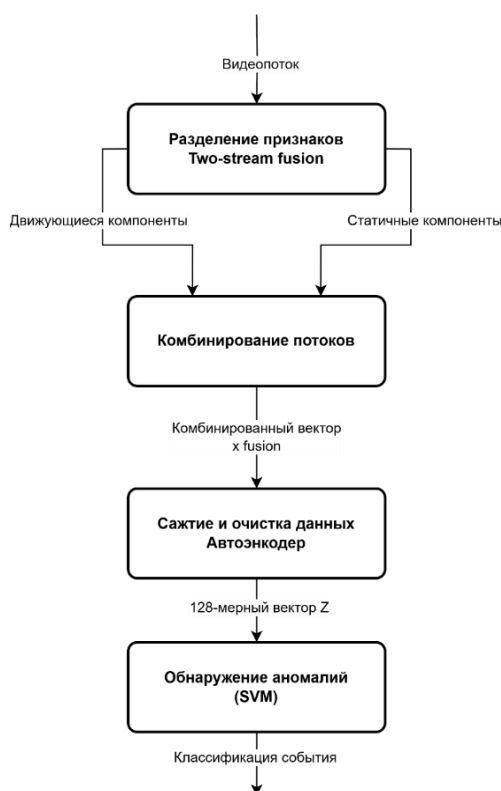 Видеопоток
Разделение признаков
Two-stream fusion
Движующиеся компоненты
Статичные компоненты
Комбинирование потоков
Комбинированный вектор
x fusion
Сажтие и очистка данных
Автоэнкодер
128-мерный вектор Z
Обнаружение аномалий
(SVM)
Классификация события